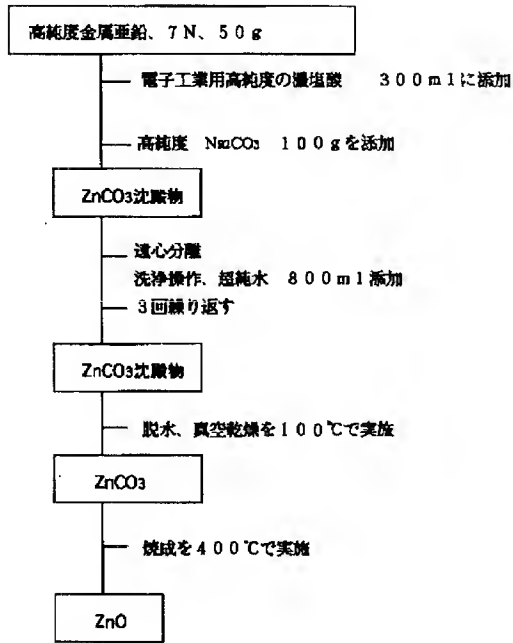 高純度金属亜鉛、7N、50g
電子工業用高純度の濃塩酸　300mlに添加
高純度 Na2CO3 100gを添加
ZnCO3沈殿物
遠心分離
洗浄操作、超純水 800ml添加
3回繰り返す
ZnCO3沈殿物
脱水、真空乾燥を100℃で実施
ZnCO3
焼成を400℃で実施
ZnO